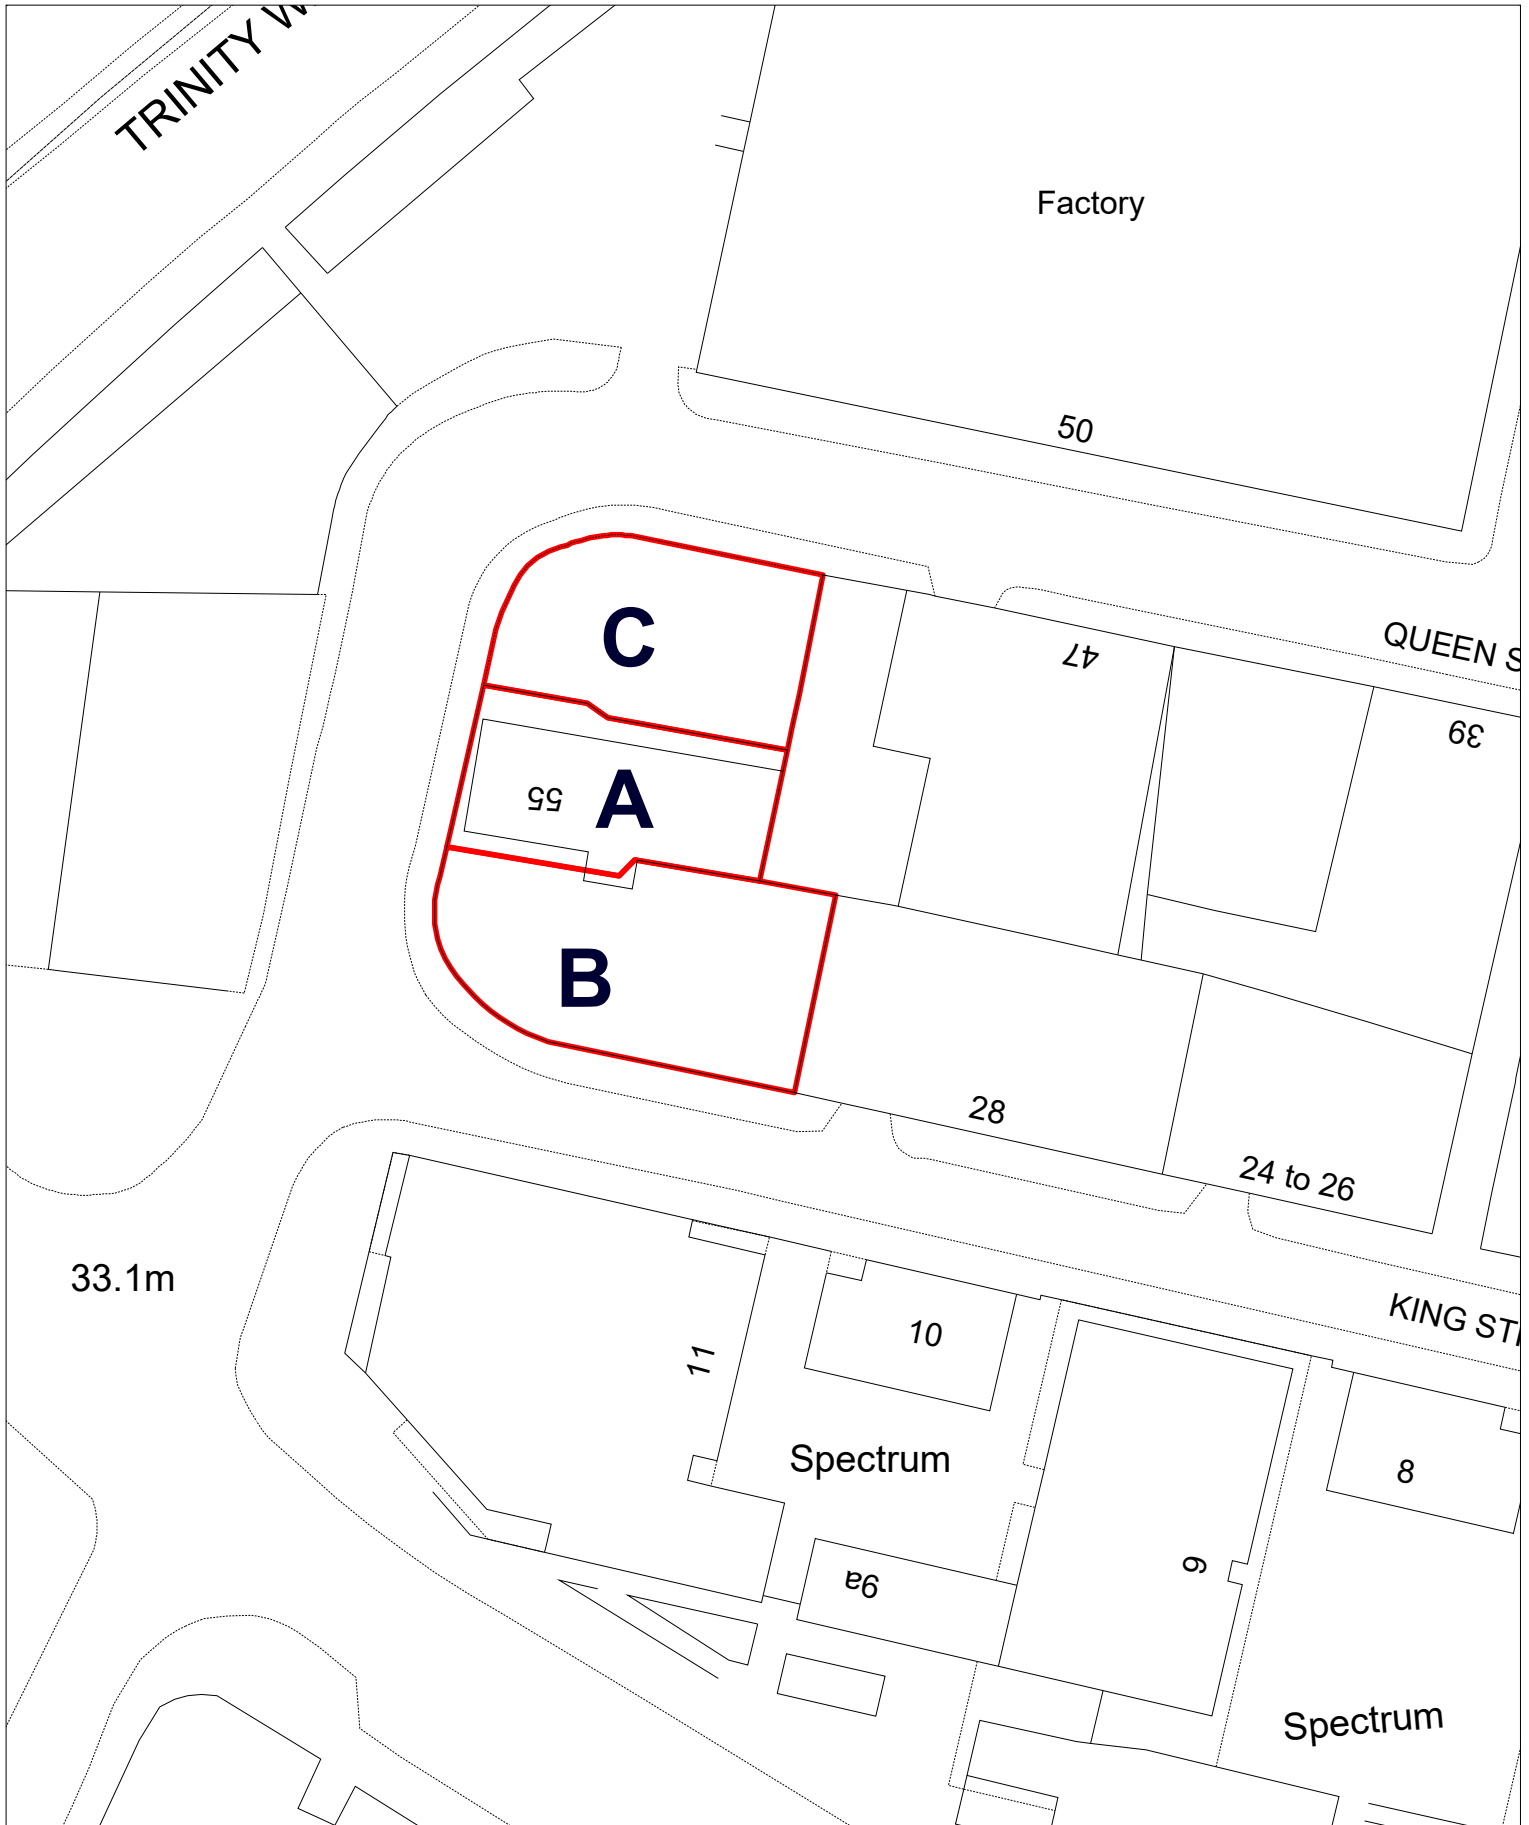 TRINITY W
Factory
50
QUEEN S
C
47
39
55
A
B
28
24 to 26
33.1m
KING ST
10
11
Spectrum
8
9a
9
Spectrum